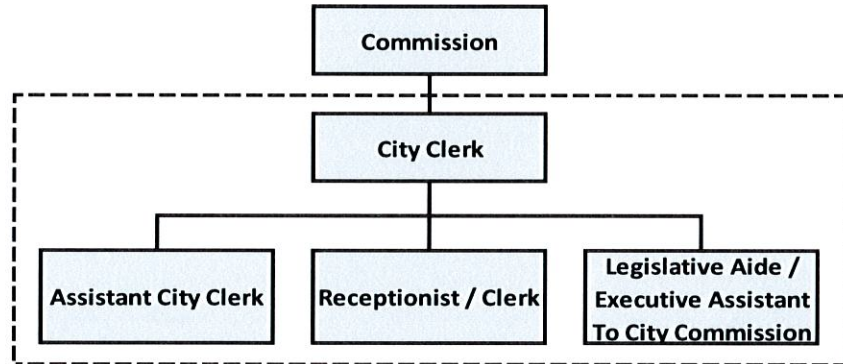 Commission
City Clerk
Assistant City Clerk
Receptionist / Clerk
Legislative Aide /
Executive Assistant
To City Commission